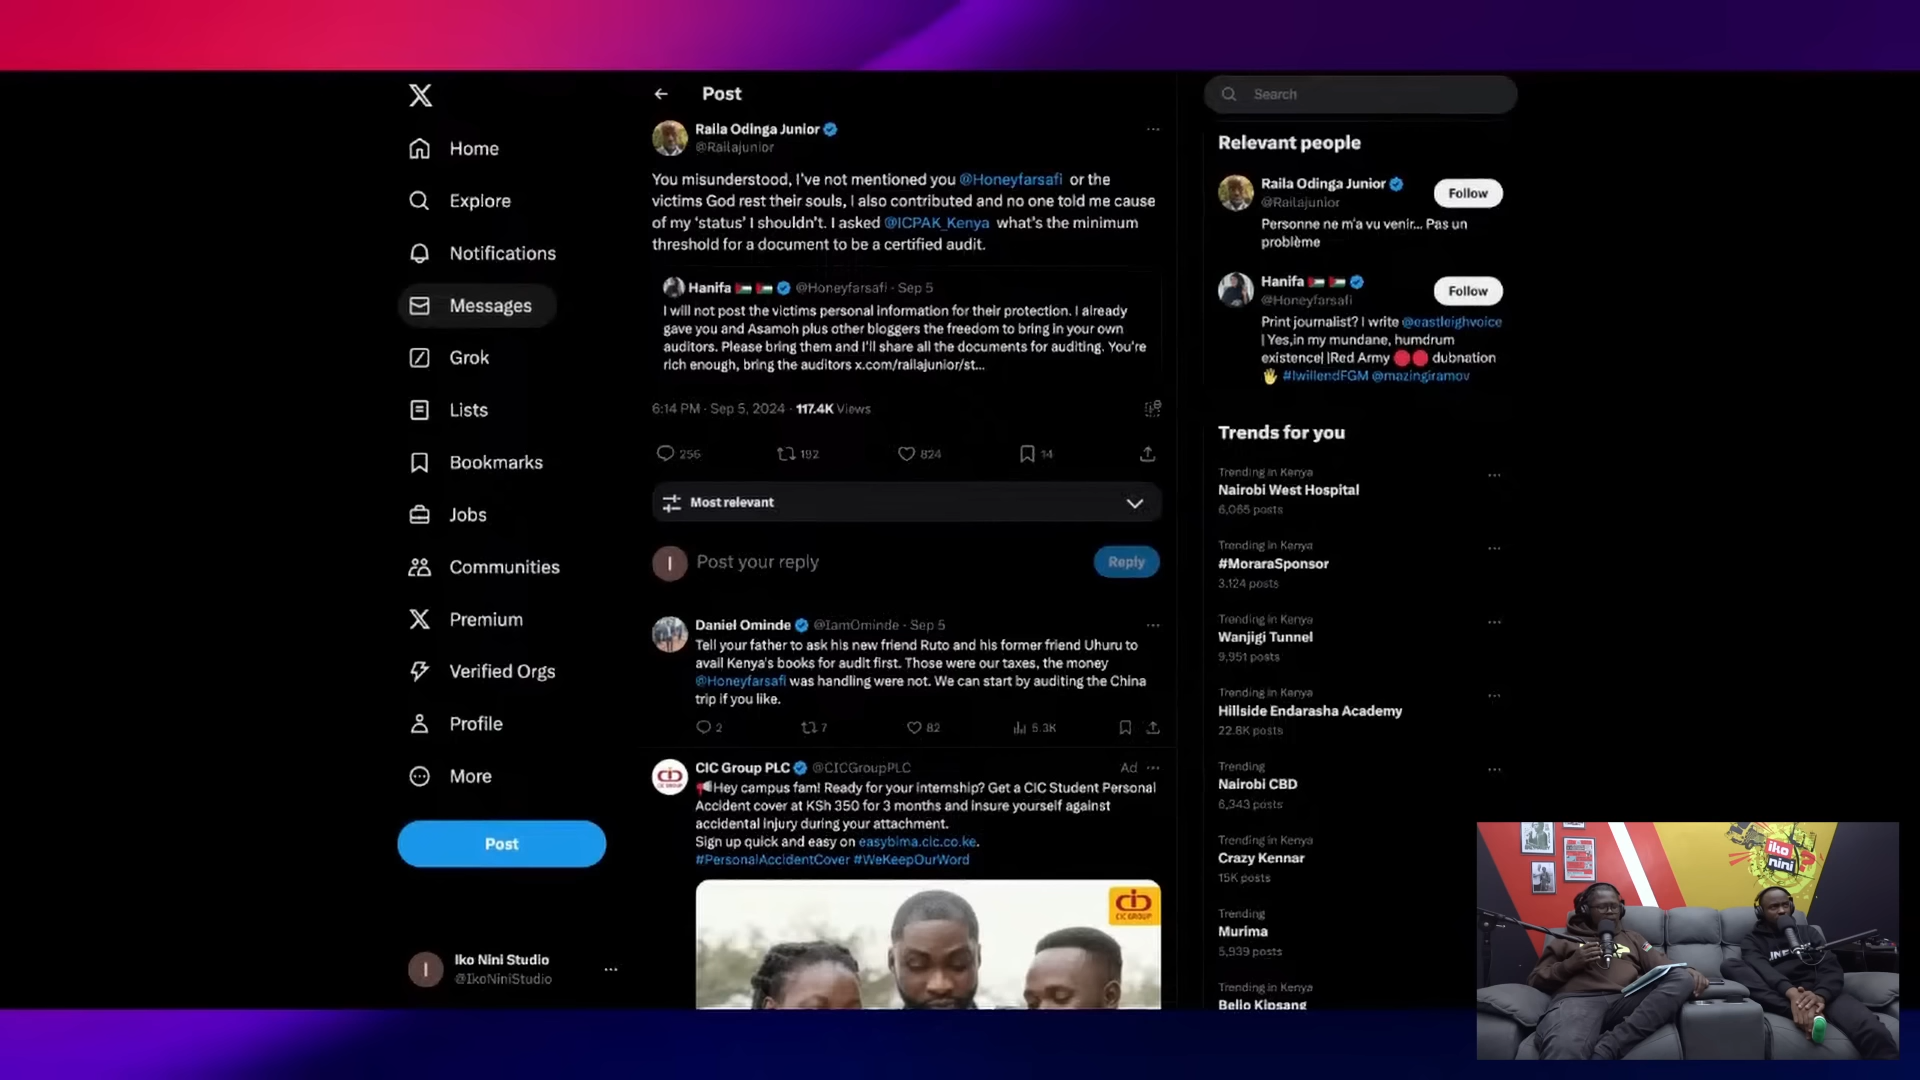 Home
Explore
Notifications
Messages
Grok
Lists
Bookmarks
Jobs
Communities
Premium
Verified Orgs
Profile
More
Post
Iko Nini Studio
@IkoNiniStudio
Post
Raila Odinga Junior
@Railajunior
You misunderstood, I've not mentioned you @Honeyfarsafi or the
victims God rest their souls, I also contributed and no one told me cause
of my 'status' I shouldn't. I asked @ICPAK_Kenya what's the minimum
threshold for a document to be a certified audit.
Hanifa @Honeyfarsafi · Sep 5
I will not post the victims personal information for their protection. I already
gave you and Asamoh plus other bloggers the freedom to bring in your own
auditors. Please bring them and I'll share all the documents for auditing. You're
rich enough, bring the auditors x.com/railajunior/st...
6:14 PM · Sep 5, 2024 · 117.4K Views
256 192 824 14
Most relevant
I Post your reply
Reply
Daniel Ominde @IamOminde · Sep 5
Tell your father to ask his new friend Ruto and his former friend Uhuru to
avail Kenya's books for audit first. Those were our taxes, the money
@Honeyfarsafi was handling were not. We can start by auditing the China
trip if you like.
2 7 82 5.3K
CIC Group PLC @CICGroupPLC Ad
Hey campus fam! Ready for your internship? Get a CIC Student Personal
Accident cover at KSh 350 for 3 months and insure yourself against
accidental injury during your attachment.
Sign up quick and easy on easybima.cic.co.ke.
#PersonalAccidentCover #WeKeepOurWord
CIC GROUP
Search
Relevant people
Raila Odinga Junior
@Railajunior
Follow
Personne ne m'a vu venir... Pas un
problème
Hanifa
@Honeyfarsafi
Follow
Print journalist? I write @eastleighvoice
| Yes,in my mundane, humdrum
existence| |Red Army dubnation
#IwillendFGM @mazingiramov
Trends for you
Trending in Kenya
Nairobi West Hospital
6,065 posts
Trending in Kenya
#MoraraSponsor
3,124 posts
Trending in Kenya
Wanjigi Tunnel
9,951 posts
Trending in Kenya
Hillside Endarasha Academy
22.8K posts
Trending
Nairobi CBD
6,343 posts
Trending in Kenya
Crazy Kennar
15K posts
Trending
Murima
5,939 posts
Trending in Kenya
Belio Kipsang
iko
nini
?